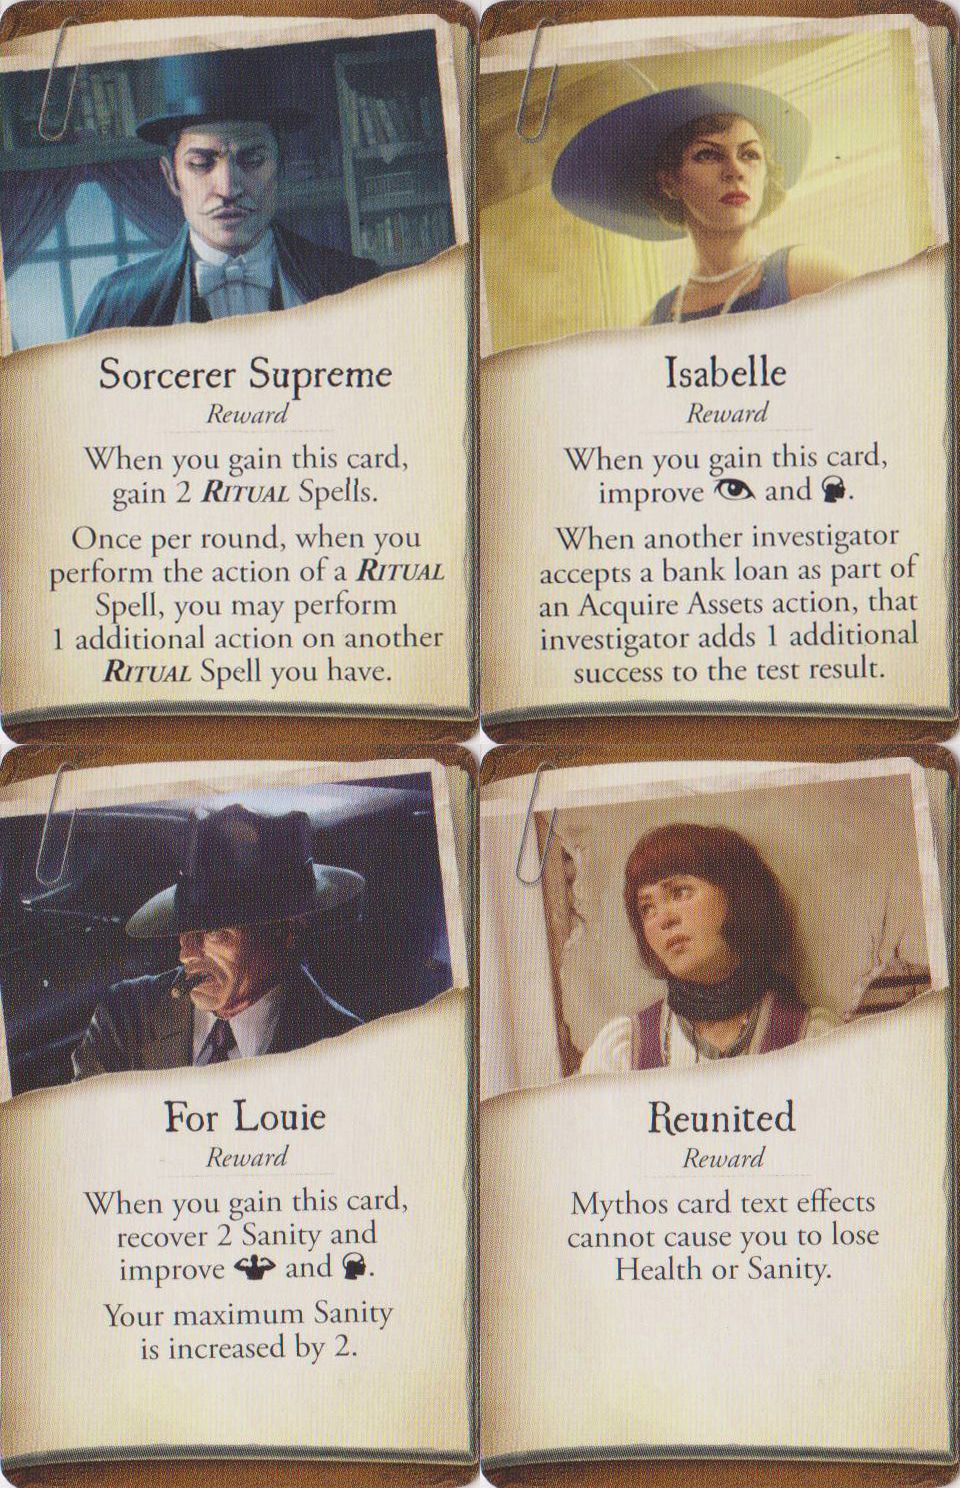 Sorcerer Supreme
Reward
When you gain this card,
gain 2 RITUAL Spells.
Once per round, when you
perform the action of a RITUAL
Spell, you may perform
1 additional action on another
RITUAL Spell you have.
Isabelle
Reward
When you gain this card,
improve and .
When another investigator
accepts a bank loan as part of
an Acquire Assets action, that
investigator adds 1 additional
success to the test result.
For Louie
Reward
When you gain this card,
recover 2 Sanity and
improve and .
Your maximum Sanity
is increased by 2.
Reunited
Reward
Mythos card text effects
cannot cause you to lose
Health or Sanity.